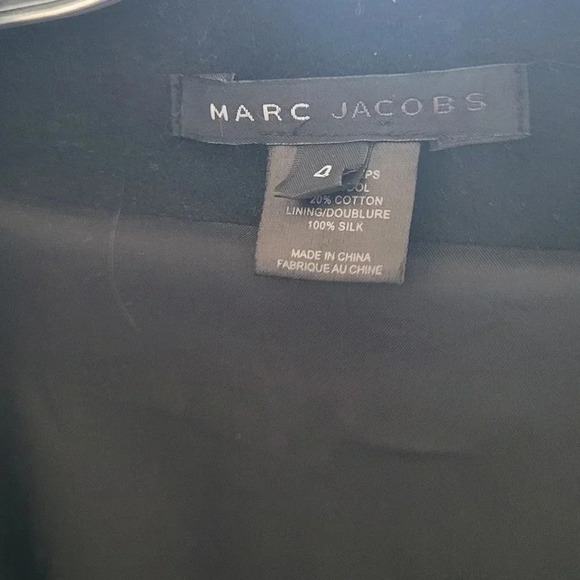 MARC JACOBS
4
20% COTTON
LINING/DOUBLURE
100% SILK
MADE IN CHINA
FABRIQUE AU CHINE